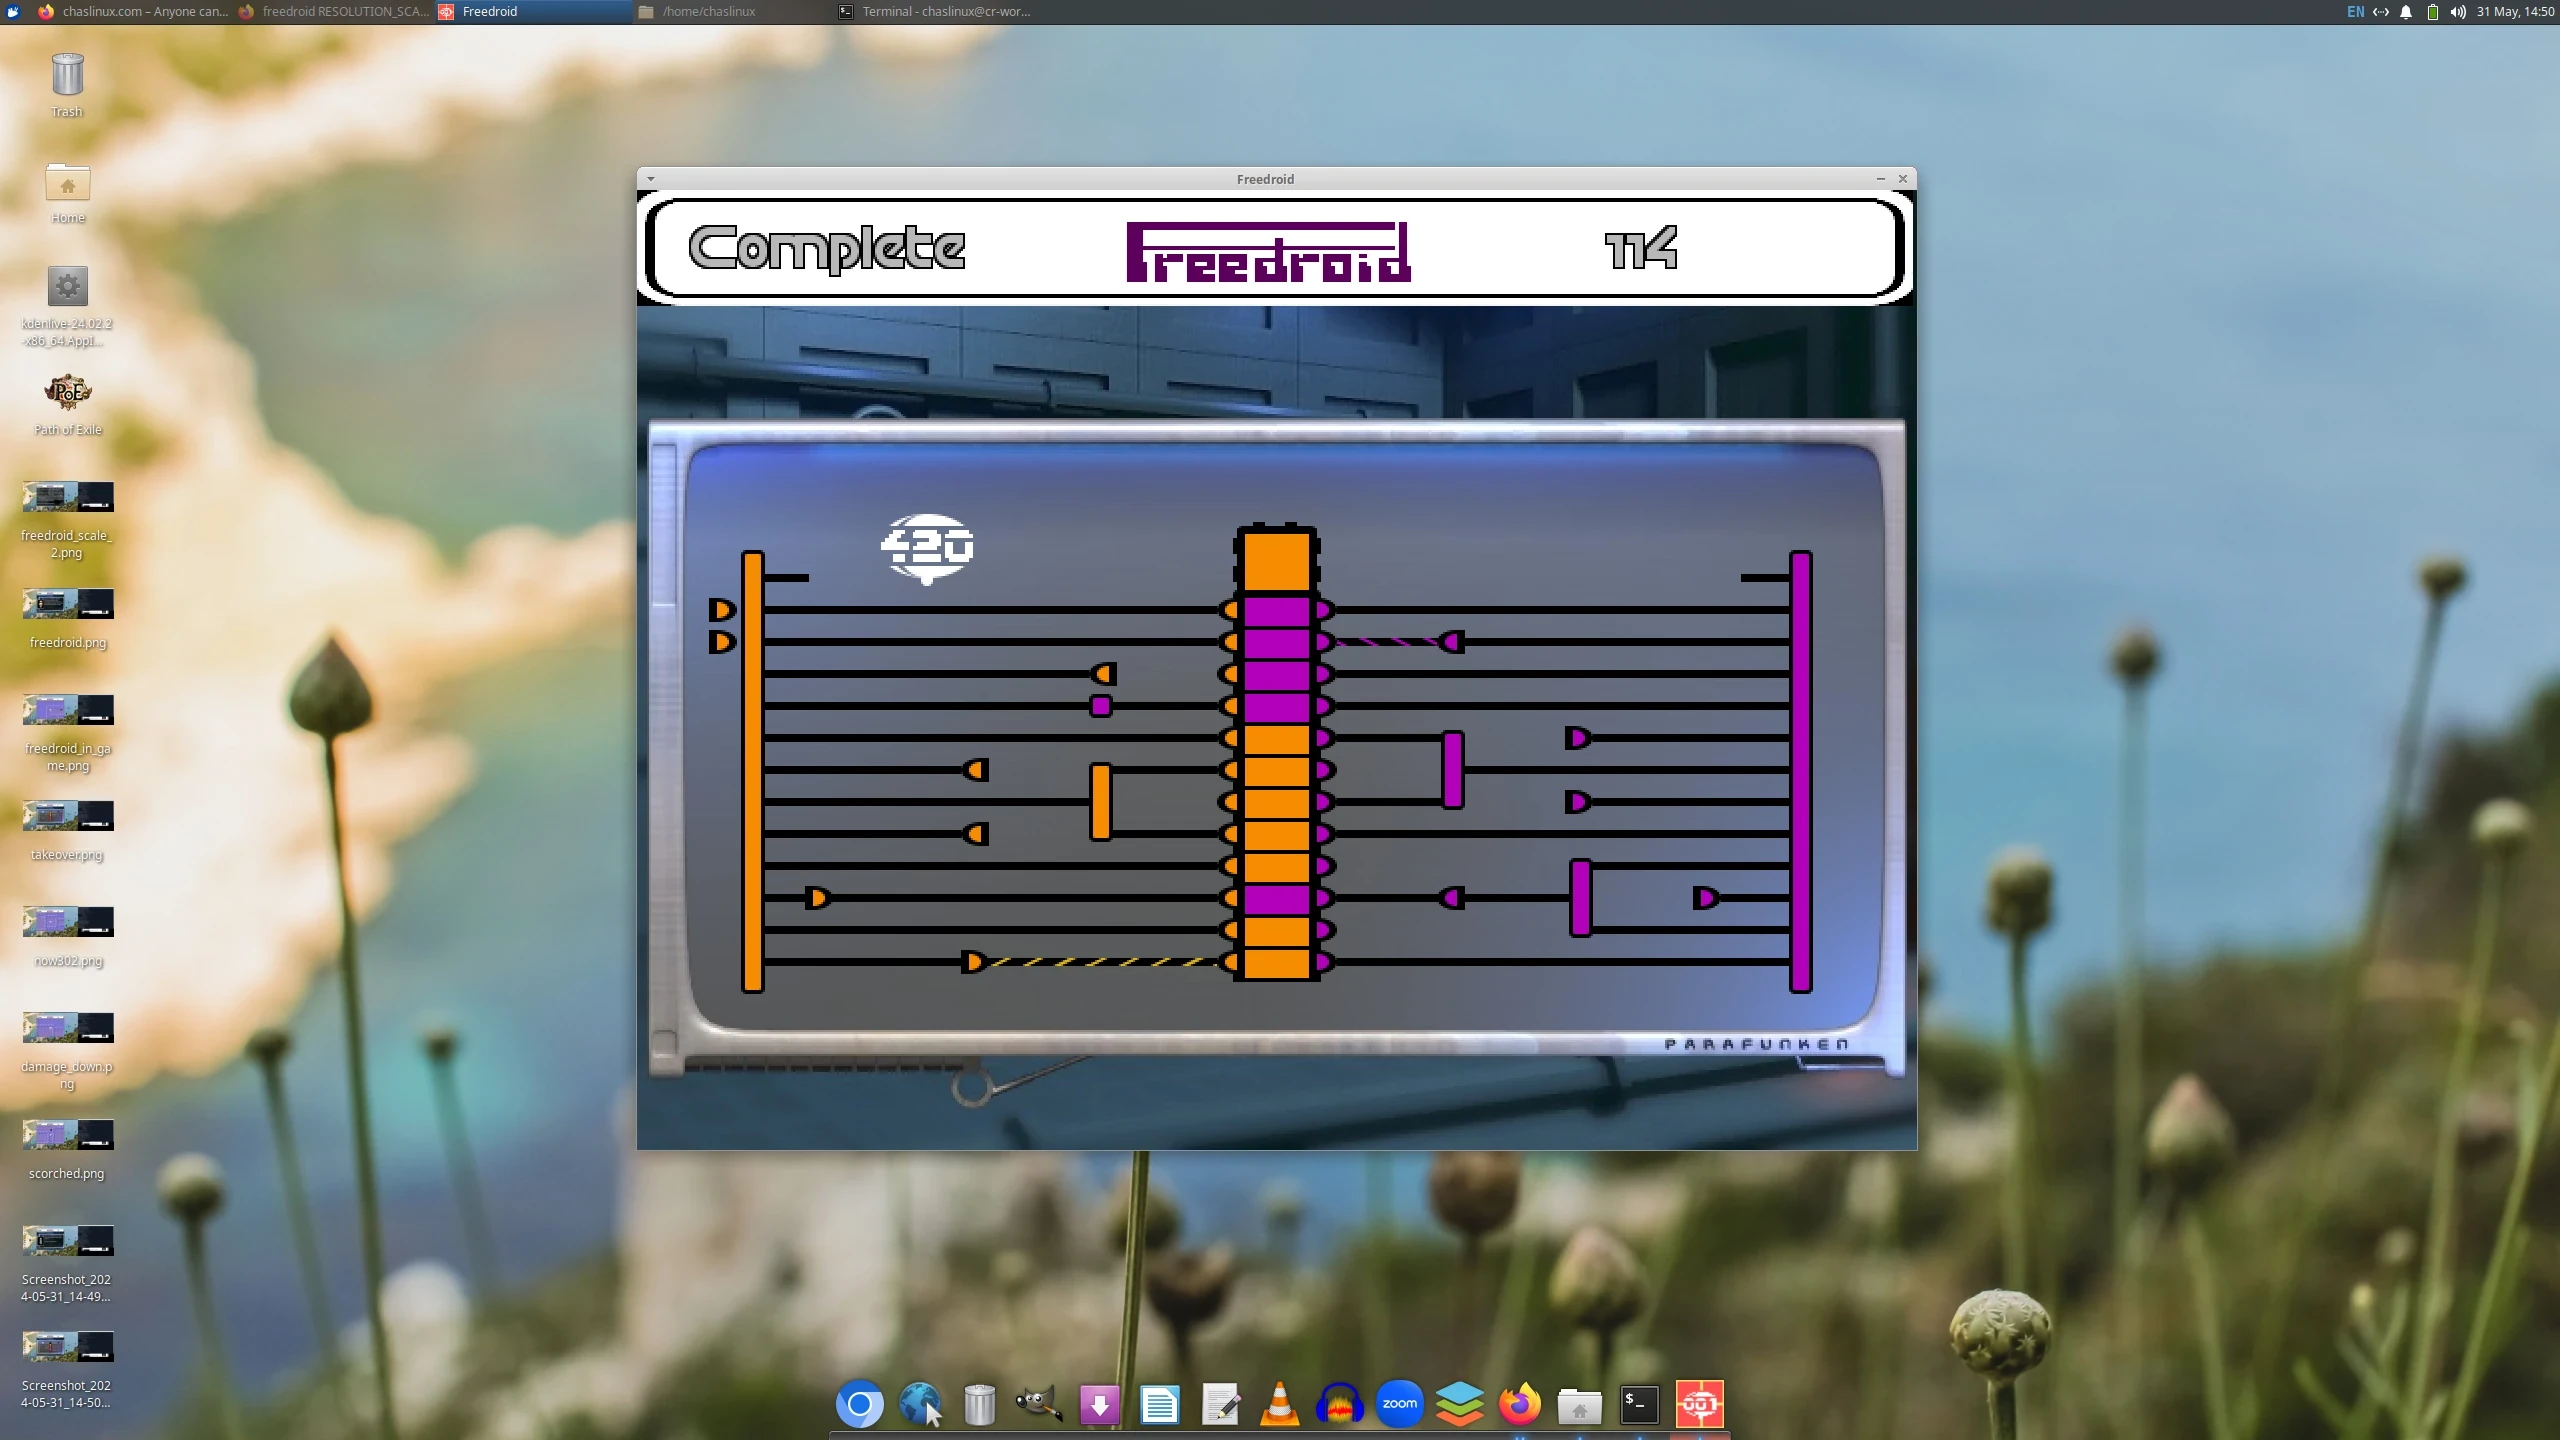 chaslinux.com – Anyone can...
freedroid RESOLUTION_SCA...
Freedroid
/home/chaslinux
Terminal - chaslinux@cr-wor...
EN
31 May, 14:50
Trash
Home
kdenlive-24.02.2
-x86_64.AppI...
PoE
Path of Exile
freedroid_scale_
2.png
freedroid.png
freedroid_in_ga
me.png
takeover.png
now302.png
damage_down.p
ng
scorched.png
Screenshot_202
4-05-31_14-49...
Screenshot_202
4-05-31_14-50...
Freedroid
Complete
Freedroid
114
420
PARAFUNKEN
zoom
$_
001